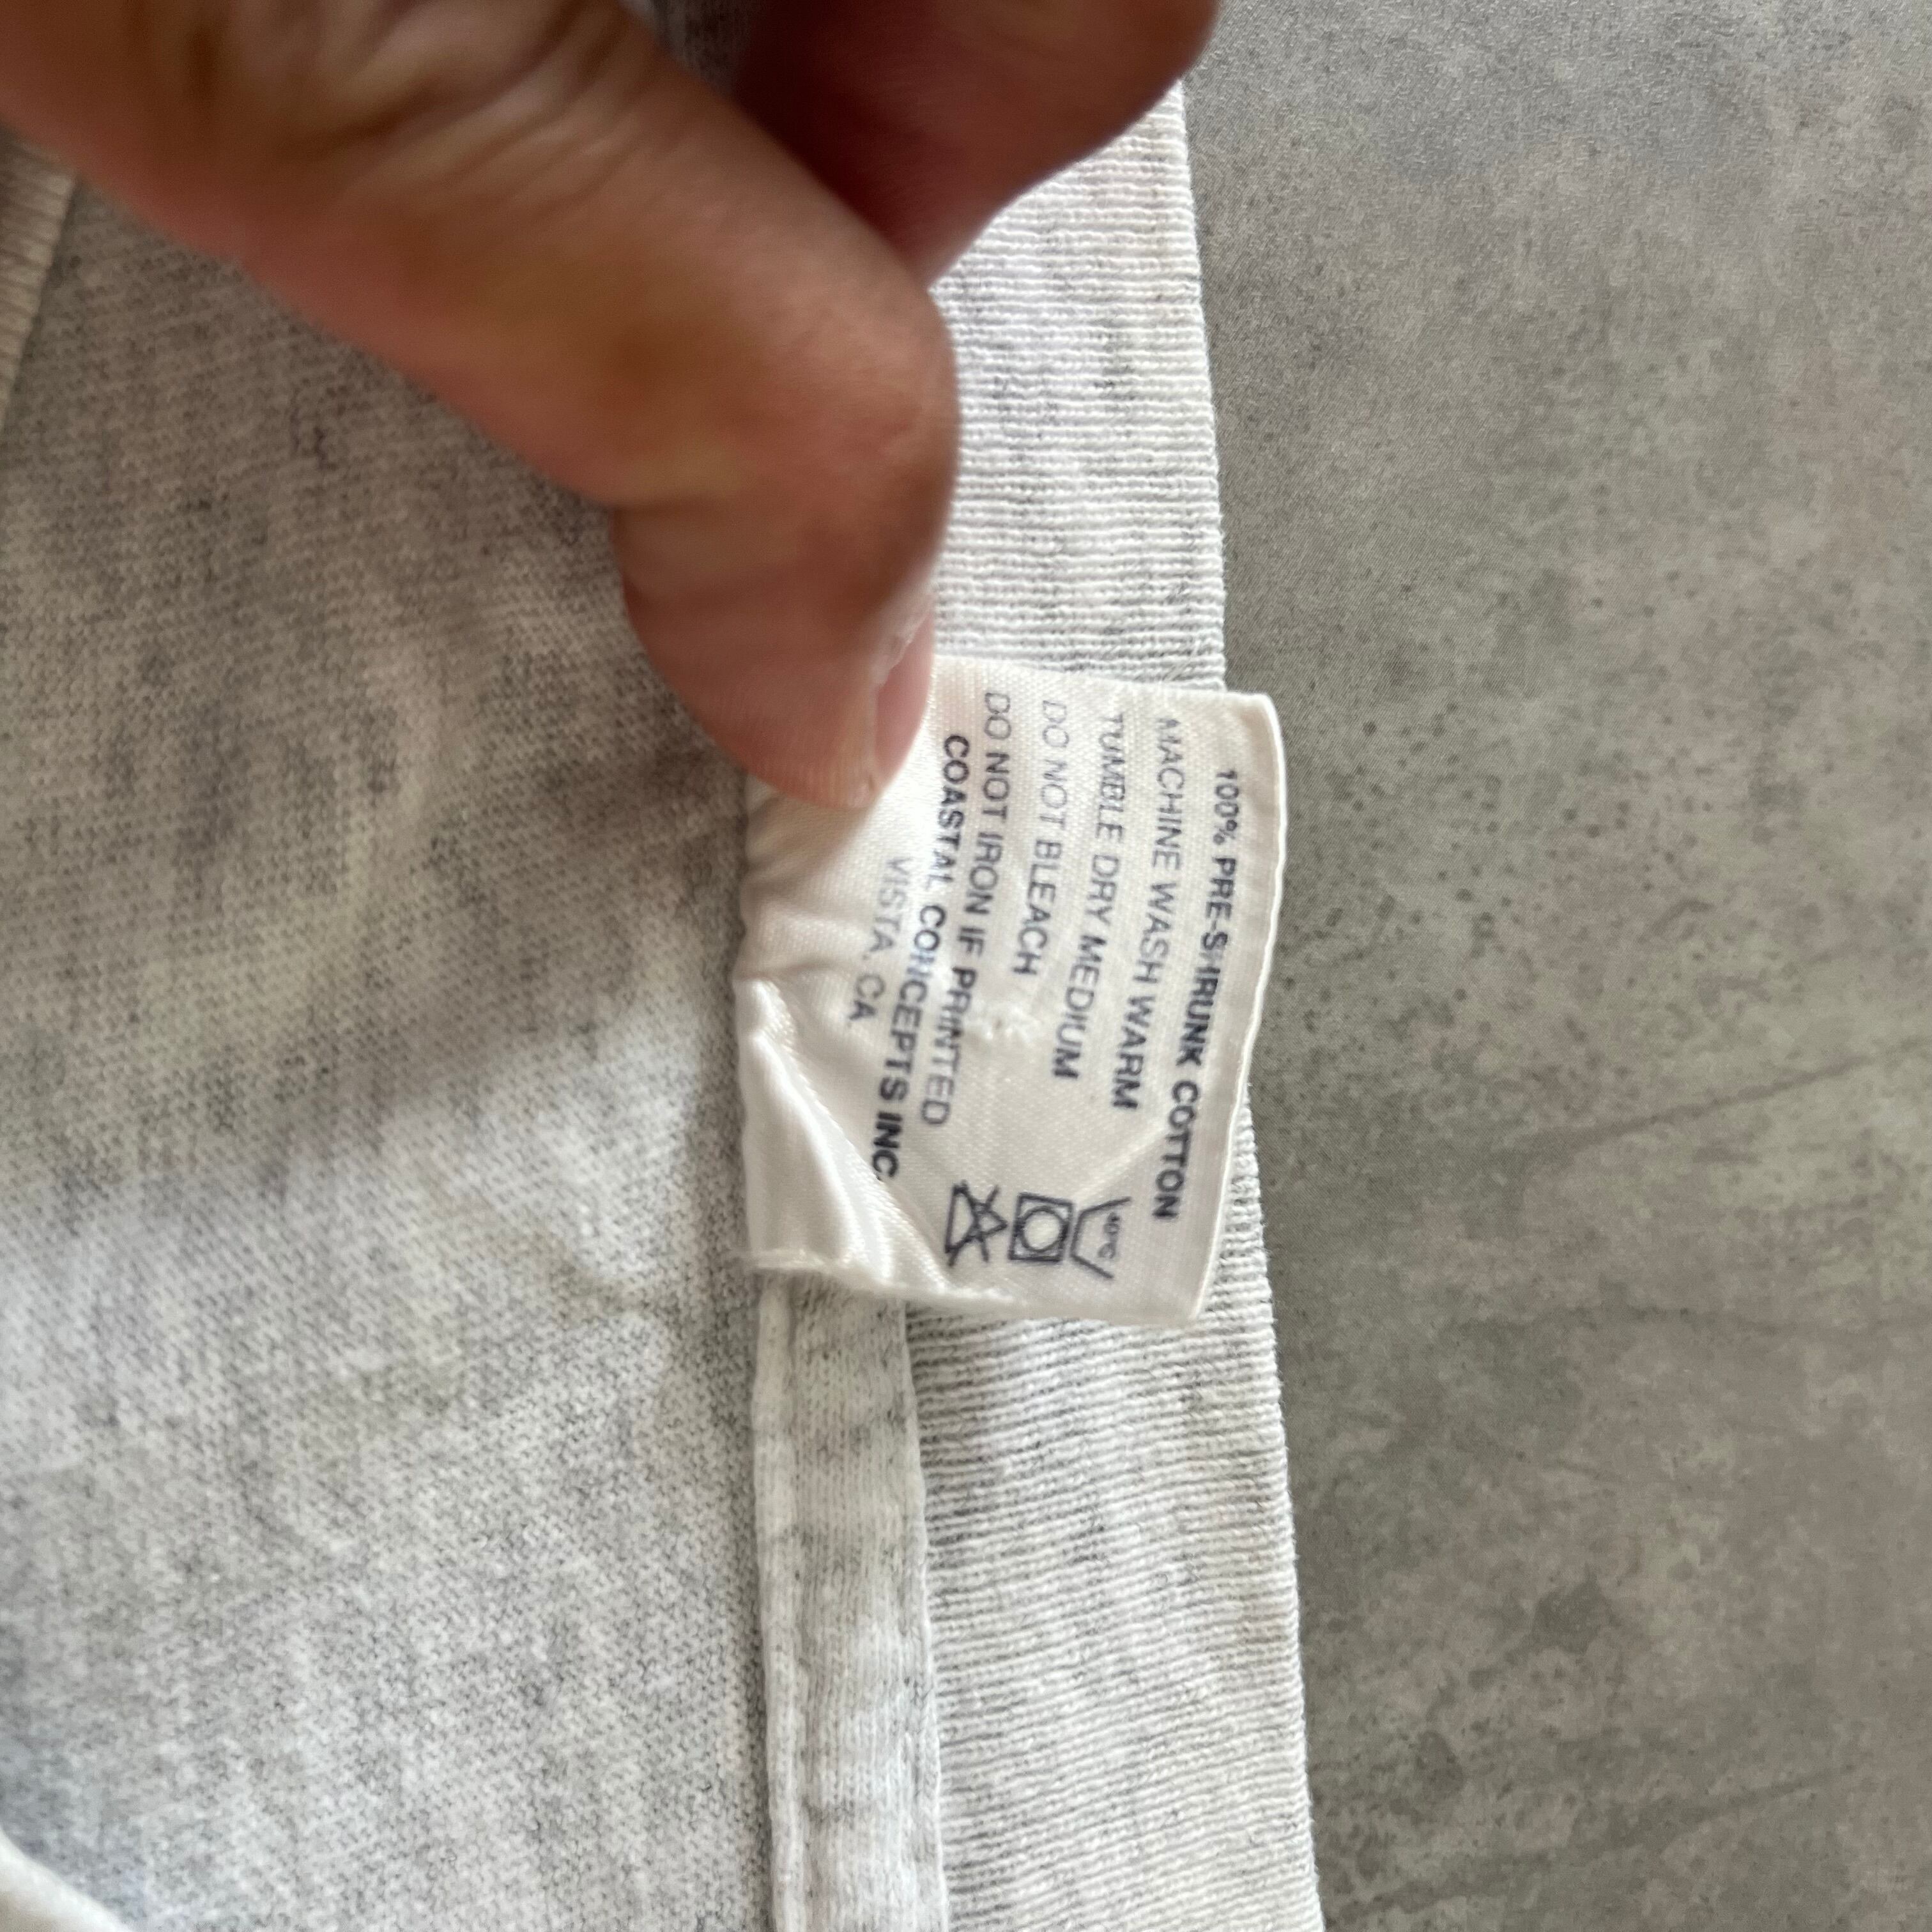 100% PRE-SHRUNK COTTON
MACHINE WASH WARM
TUMBLE DRY MEDIUM
DO NOT BLEACH
DO NOT IRON IF PRINTED
COASTAL CONCEPTS INC.
VISTA, CA
40°C